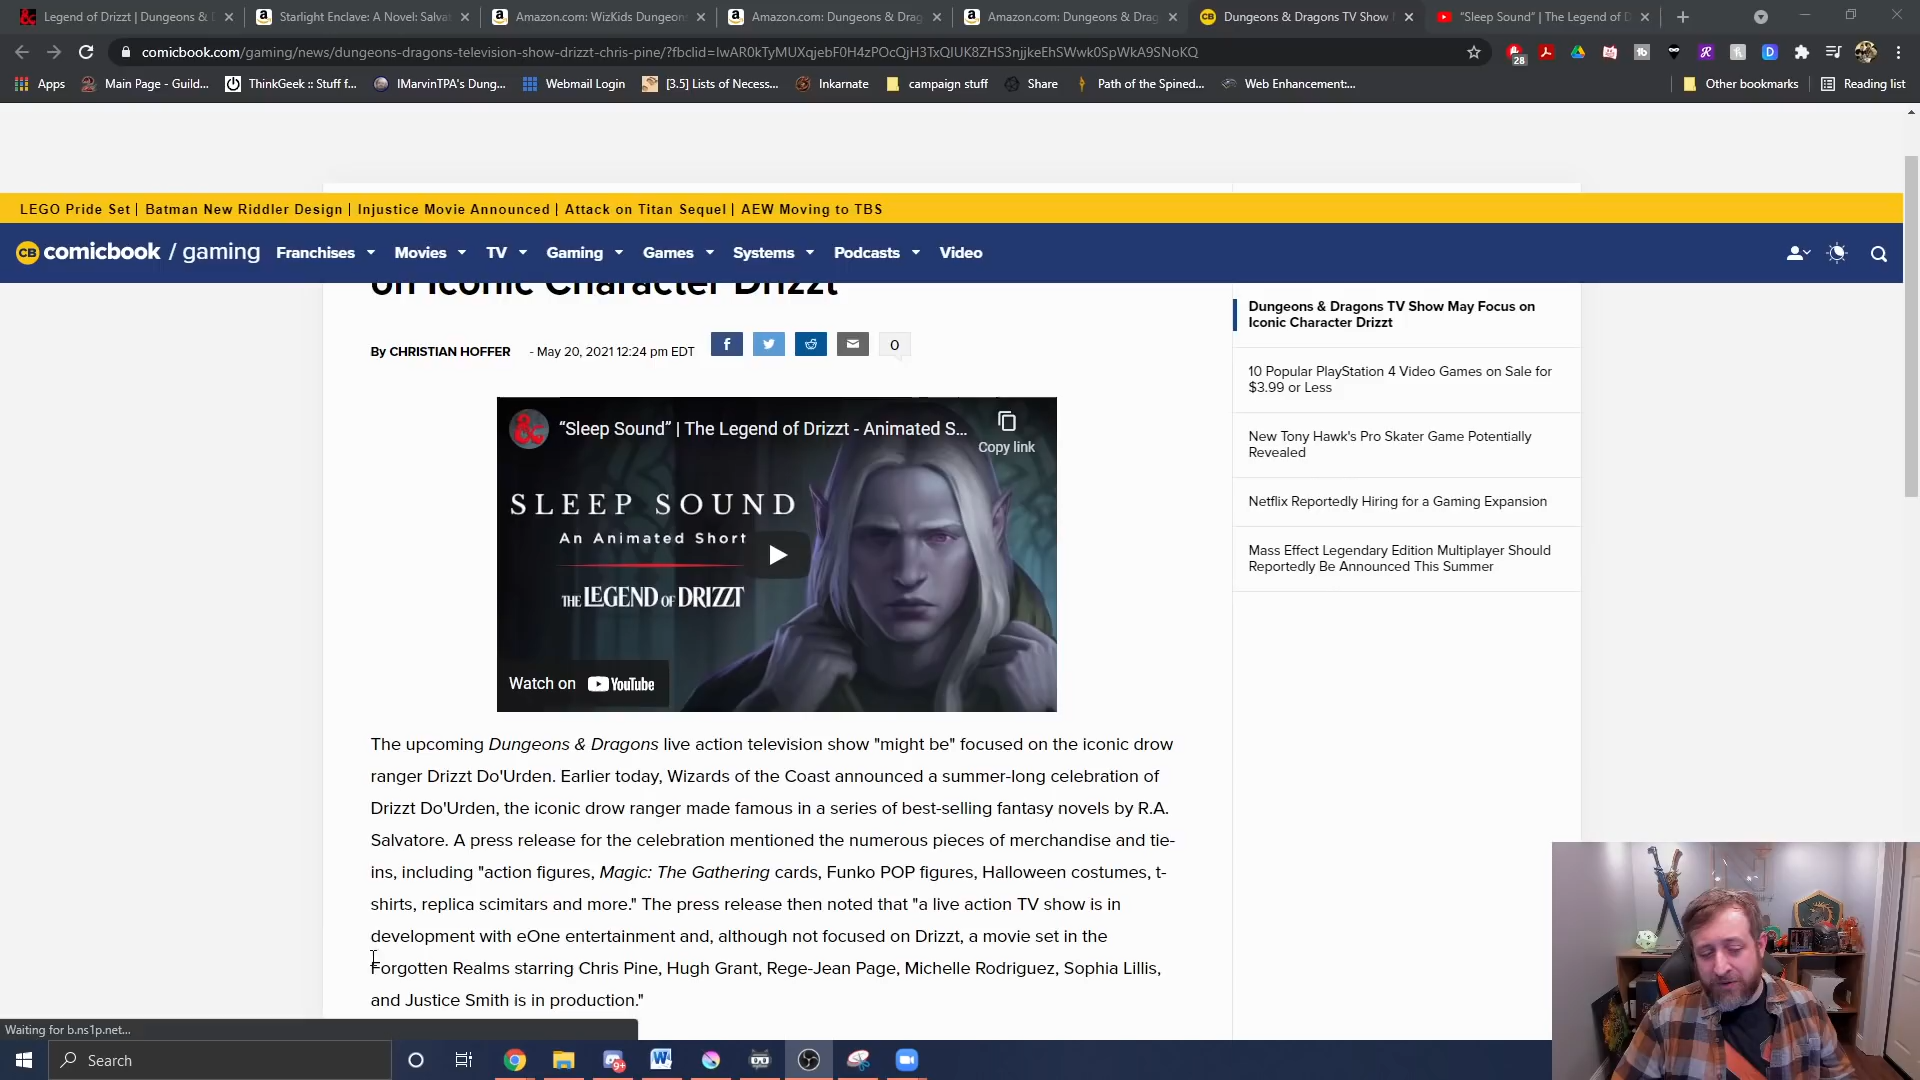 Legend of Drizzt | Dungeons & D
Starlight Enclave: A Novel: Salva
Amazon.com: WizKids Dungeons
Amazon.com: Dungeons & Drag
Amazon.com: Dungeons & Drag
Dungeons & Dragons TV Show
"Sleep Sound" | The Legend of D
comicbook.com/gaming/news/dungeons-dragons-television-show-drizzt-chris-pine/?fbclid=IwAR0kTyMUXqjebF0H4zPOcQjH3TxQIUK8ZHS3njjkeEhSWwk0SpWkA9SNoKQ
28
Apps
Main Page - Guild...
ThinkGeek :: Stuff f...
IMarvinTPA's Dung...
Webmail Login
[3.5] Lists of Necess...
Inkarnate
campaign stuff
Share
Path of the Spined...
Web Enhancement:...
Other bookmarks
Reading list
LEGO Pride Set | Batman New Riddler Design | Injustice Movie Announced | Attack on Titan Sequel | AEW Moving to TBS
CB comicbook / gaming
Franchises
Movies
TV
Gaming
Games
Systems
Podcasts
Video
on Iconic Character Drizzt
By CHRISTIAN HOFFER - May 20, 2021 12:24 pm EDT
0
"Sleep Sound" | The Legend of Drizzt - Animated S...
Copy link
SLEEP SOUND
An Animated Short
THE LEGEND OF DRIZZT
Watch on YouTube
The upcoming Dungeons & Dragons live action television show "might be" focused on the iconic drow
ranger Drizzt Do'Urden. Earlier today, Wizards of the Coast announced a summer-long celebration of
Drizzt Do'Urden, the iconic drow ranger made famous in a series of best-selling fantasy novels by R.A.
Salvatore. A press release for the celebration mentioned the numerous pieces of merchandise and tie-
ins, including "action figures, Magic: The Gathering cards, Funko POP figures, Halloween costumes, t-
shirts, replica scimitars and more." The press release then noted that "a live action TV show is in
development with eOne entertainment and, although not focused on Drizzt, a movie set in the
Forgotten Realms starring Chris Pine, Hugh Grant, Rege-Jean Page, Michelle Rodriguez, Sophia Lillis,
and Justice Smith is in production."
Dungeons & Dragons TV Show May Focus on
Iconic Character Drizzt
10 Popular PlayStation 4 Video Games on Sale for
$3.99 or Less
New Tony Hawk's Pro Skater Game Potentially
Revealed
Netflix Reportedly Hiring for a Gaming Expansion
Mass Effect Legendary Edition Multiplayer Should
Reportedly Be Announced This Summer
Waiting for b.ns1p.net...
Search
9+